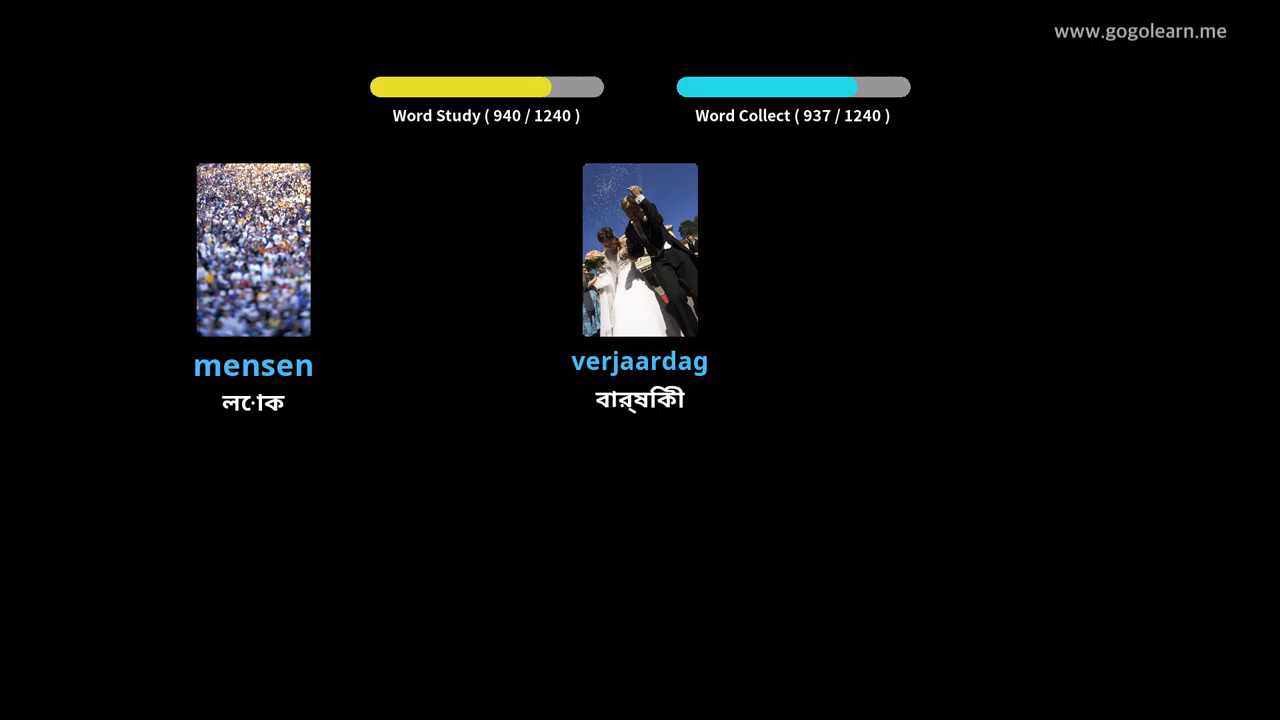 www.gogolearn.me
Word Study ( 940 / 1240 )
Word Collect ( 937 / 1240 )
mensen
verjaardag
লোক
বার্ষিকী